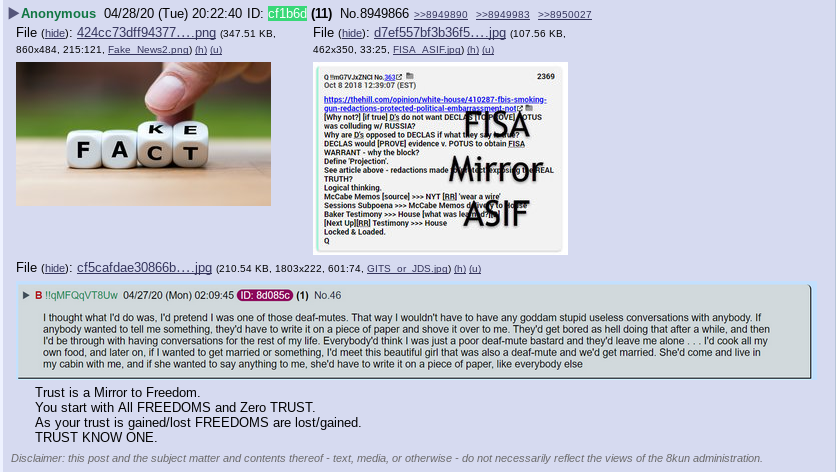 Anonymous 04/28/20 (Tue) 20:22:40 ID: cf1b6d (11) No.8949866 >>8949890 >>8949983 >>8950027
File (hide): 424cc73dff94377….png (347.51 KB,
860x484, 215:121, Fake_News2.png) (h) (u)
File (hide): d7ef557bf3b36f5….jpg (107.56 KB,
462x350, 33:25, FISA_ASIF.jpg) (h) (u)
K E
F A C T
Q !!mG7VJxZNCI No.363
2369
Oct 8 2018 12:39:07 (EST)
https://thehill.com/opinion/white-house/410287-fbis-smoking-
gun-redactions-protected-political-embarrassment-not
[Why not?] [if true] D's do not want DECLAS [TO PROVE] POTUS
was colluding w/ RUSSIA?
Why are D's opposed to DECLAS if what they say is true?
DECLAS would [PROVE] evidence v. POTUS to obtain FISA
WARRANT - why the block?
Define 'Projection'.
See article above - redactions made to protect exposing the REAL
TRUTH?
Logical thinking.
McCabe Memos [source] >>> NYT [RR] 'wear a wire'
Sessions Subpoena >>> McCabe Memos delivery to House
Baker Testimony >>> House [what was learned?]
[Next Up][RR] Testimony >>> House
Locked & Loaded.
Q
FISA
Mirror
ASIF
File (hide): cf5cafdae30866b….jpg (210.54 KB, 1803x222, 601:74, GITS_or_JDS.jpg) (h) (u)
B !!qMFQqVT8Uw 04/27/20 (Mon) 02:09:45 ID: 8d085c (1) No.46
I thought what I'd do was, I'd pretend I was one of those deaf-mutes. That way I wouldn't have to have any goddam stupid useless conversations with anybody. If
anybody wanted to tell me something, they'd have to write it on a piece of paper and shove it over to me. They'd get bored as hell doing that after a while, and then
I'd be through with having conversations for the rest of my life. Everybody'd think I was just a poor deaf-mute bastard and they'd leave me alone . . . I'd cook all my
own food, and later on, if I wanted to get married or something, I'd meet this beautiful girl that was also a deaf-mute and we'd get married. She'd come and live in
my cabin with me, and if she wanted to say anything to me, she'd have to write it on a piece of paper, like everybody else
Trust is a Mirror to Freedom.
You start with All FREEDOMS and Zero TRUST.
As your trust is gained/lost FREEDOMS are lost/gained.
TRUST KNOW ONE.
Disclaimer: this post and the subject matter and contents thereof - text, media, or otherwise - do not necessarily reflect the views of the 8kun administration.